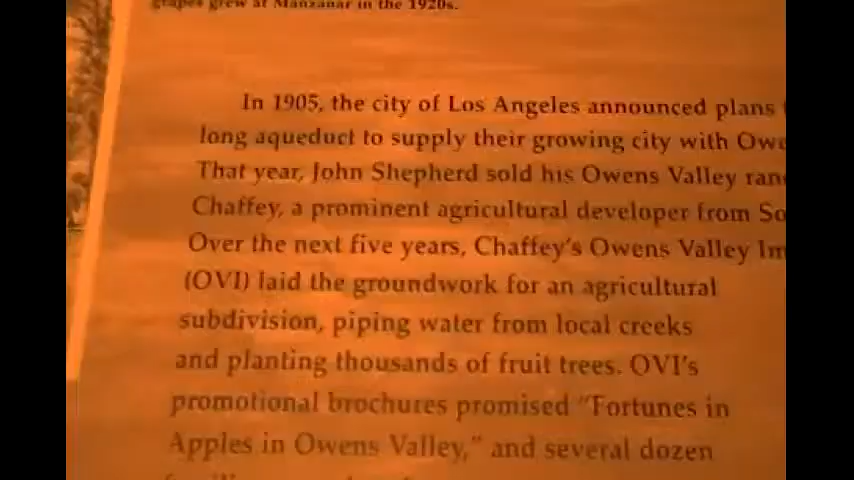 grapes grew at Manzanar in the 1920s.
In 1905, the city of Los Angeles announced plans
long aqueduct to supply their growing city with Owe
That year, John Shepherd sold his Owens Valley ran
Chaffey, a prominent agricultural developer from So
Over the next five years, Chaffey's Owens Valley Im
(OVI) laid the groundwork for an agricultural
subdivision, piping water from local creeks
and planting thousands of fruit trees. OVI's
promotional brochures promised "Fortunes in
Apples in Owens Valley," and several dozen